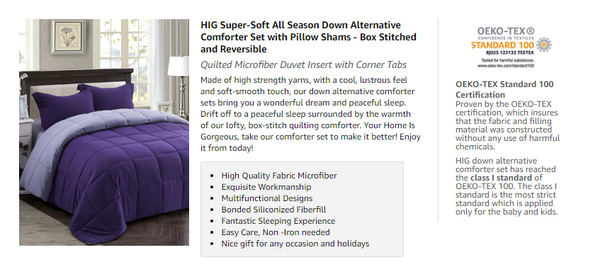 HIG Super-Soft All Season Down Alternative
Comforter Set with Pillow Shams - Box Stitched
and Reversible
Quilted Microfiber Duvet Insert with Corner Tabs
Made of high strength yarns, with a cool, lustrous feel
and soft-smooth touch, our down alternative comforter
sets bring you a wonderful dream and peaceful sleep.
Drift off to a peaceful sleep surrounded by the warmth
of our lofty, box-stitch quilting comforter. Your Home Is
Gorgeous, take our comforter set to make it better! Enjoy
it from today!
High Quality Fabric Microfiber
Exquisite Workmanship
Multifunctional Designs
Bonded Siliconized Fiberfill
Fantastic Sleeping Experience
Easy Care, Non -Iron needed
Nice gift for any occasion and holidays
OEKO-TEX®
CONFIDENCE IN TEXTILES
STANDARD 100
BJ025 123132 TESTEX
Tested for harmful substances.
www.oeko-tex.com/standard100
OEKO-TEX Standard 100
Certification
Proven by the OEKO-TEX
certification, which insures
that the fabric and filling
material was constructed
without any use of harmful
chemicals.
HIG down alternative
comforter set has reached
the class I standard of
OEKO-TEX 100. The class I
standard is the most strict
standard which is applied
only for the baby and kids.